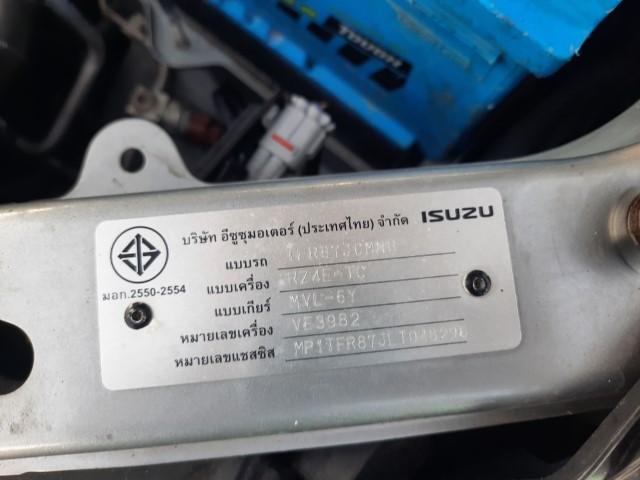 TOUGH
บริษัท อีซูซุมอเตอร์ (ประเทศไทย) จำกัด ISUZU
แบบรถ
แบบเครื่อง RZ4E-TC
แบบเกียร์ MVL-6Y
หมายเลขเครื่อง VE3982
หมายเลขแชสซิส
มอก.2550-2554